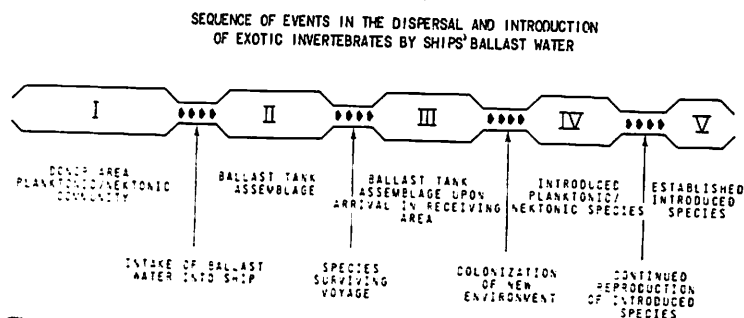 SEQUENCE OF EVENTS IN THE DISPERSAL AND INTRODUCTION
OF EXOTIC INVERTEBRATES BY SHIPS' BALLAST WATER
I
II
III
IV
V
DONOR AREA
PLANKTONIC/NEKTONIC
COMMUNITY
BALLAST TANK
ASSEMBLAGE
BALLAST TANK
ASSEMBLAGE UPON
ARRIVAL IN RECEIVING
AREA
INTRODUCED
PLANKTONIC/
NEKTONIC SPECIES
ESTABLISHED
INTRODUCED
SPECIES
INTAKE OF BALLAST
WATER INTO SHIP
SPECIES
SURVIVING
VOYAGE
COLONIZATION
OF NEW
ENVIRONMENT
CONTINUED
REPRODUCTION
OF INTRODUCED
SPECIES